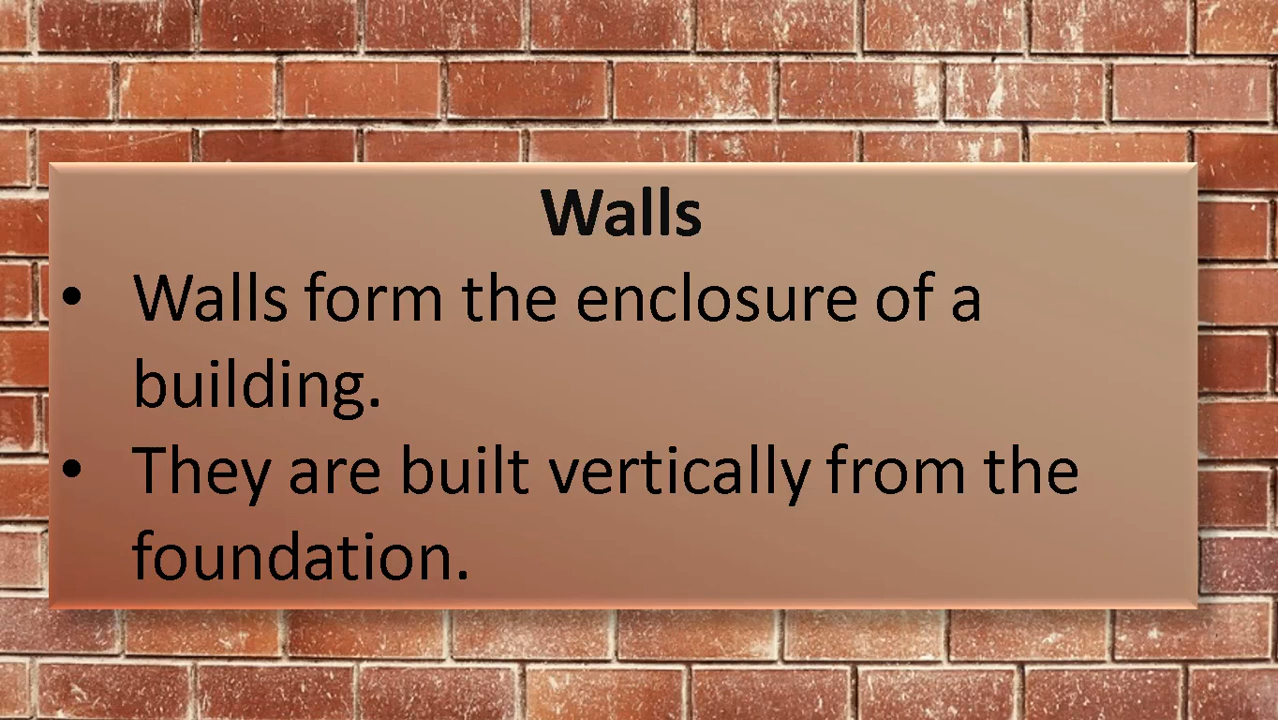 Walls
• Walls form the enclosure of a
building.
• They are built vertically from the
foundation.